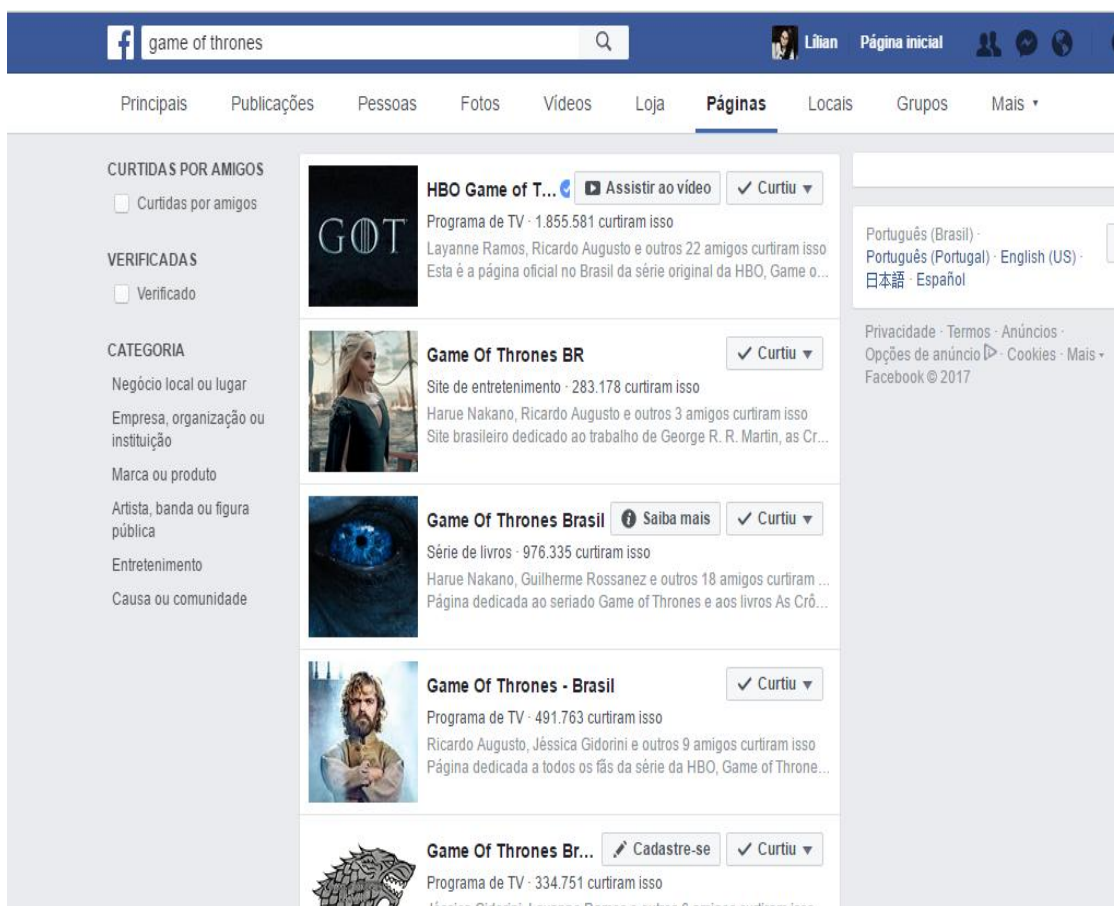 f game of thrones
Lílian Página inicial
Principais Publicações Pessoas Fotos Vídeos Loja Páginas Locais Grupos Mais
CURTIDAS POR AMIGOS
Curtidas por amigos
VERIFICADAS
Verificado
CATEGORIA
Negócio local ou lugar
Empresa, organização ou
instituição
Marca ou produto
Artista, banda ou figura
pública
Entretenimento
Causa ou comunidade
GOT
HBO Game of T... Assistir ao vídeo Curtiu
Programa de TV · 1.855.581 curtiram isso
Layanne Ramos, Ricardo Augusto e outros 22 amigos curtiram isso
Esta é a página oficial no Brasil da série original da HBO, Game o...
Game Of Thrones BR Curtiu
Site de entretenimento · 283.178 curtiram isso
Harue Nakano, Ricardo Augusto e outros 3 amigos curtiram isso
Site brasileiro dedicado ao trabalho de George R. R. Martin, as Cr...
Game Of Thrones Brasil Saiba mais Curtiu
Série de livros · 976.335 curtiram isso
Harue Nakano, Guilherme Rossanez e outros 18 amigos curtiram ...
Página dedicada ao seriado Game of Thrones e aos livros As Crô...
Game Of Thrones - Brasil Curtiu
Programa de TV · 491.763 curtiram isso
Ricardo Augusto, Jéssica Gidorini e outros 9 amigos curtiram isso
Página dedicada a todos os fãs da série da HBO, Game of Throne...
Game Of Thrones Br... Cadastre-se Curtiu
Programa de TV · 334.751 curtiram isso
Português (Brasil) ·
Português (Portugal) · English (US) ·
日本語 · Español
Privacidade · Termos · Anúncios ·
Opções de anúncio · Cookies · Mais
Facebook © 2017